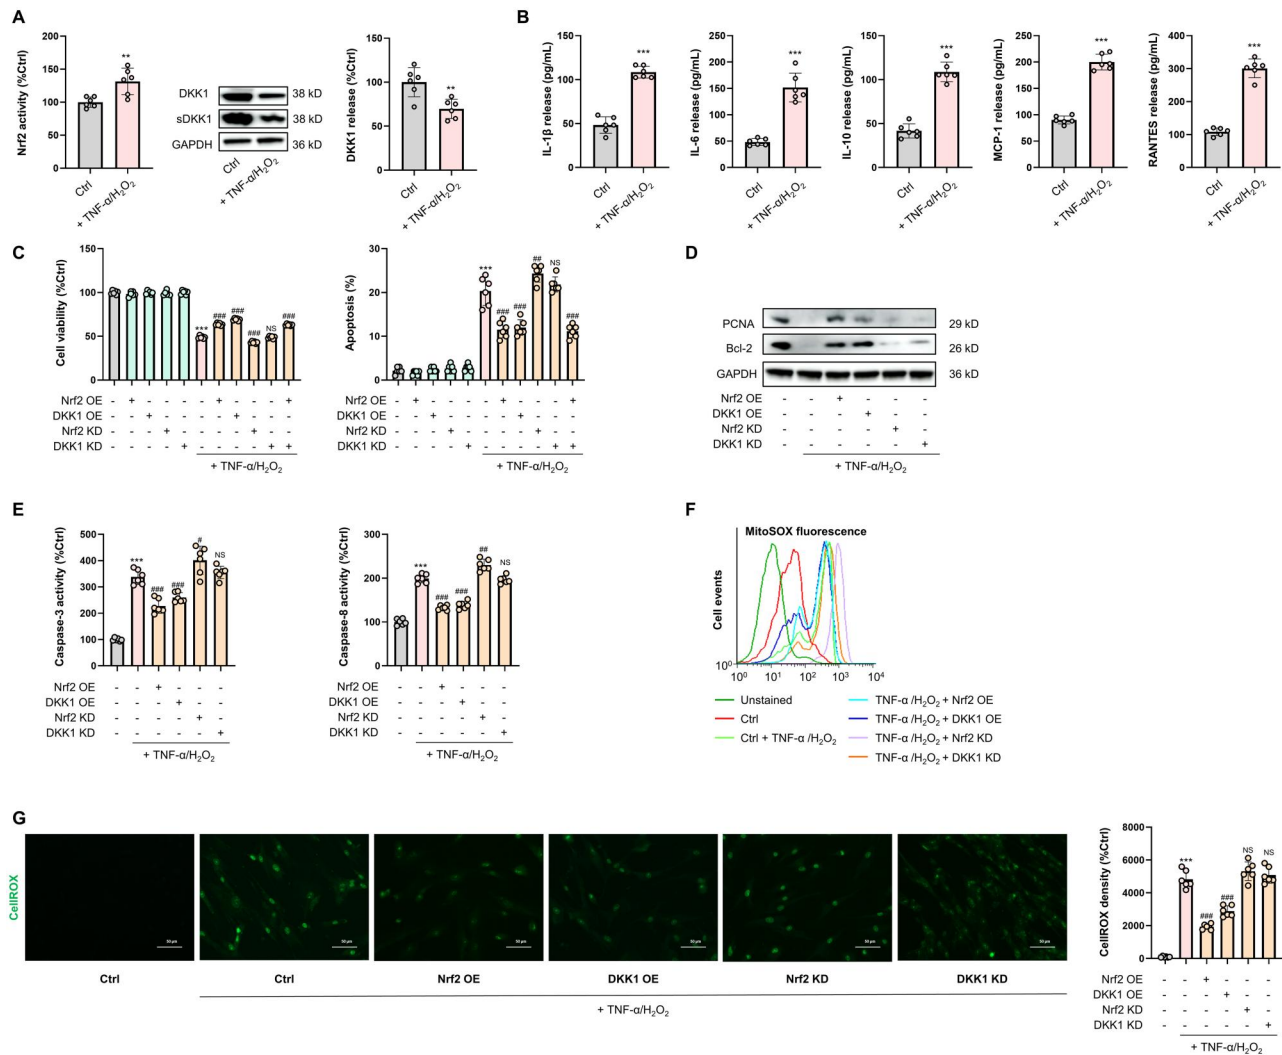 A
Nrf2 activity (%Ctrl)
200
150
100
50
0
**
Ctrl
+ TNF-α/H₂O₂
DKK1
38 kD
sDKK1
38 kD
GAPDH
36 kD
Ctrl
+ TNF-α/H₂O₂
DKK1 release (%Ctrl)
150
100
50
0
**
Ctrl
+ TNF-α/H₂O₂
B
IL-1β release (pg/mL)
150
100
50
0
***
Ctrl
+ TNF-α/H₂O₂
IL-6 release (pg/mL)
250
200
150
100
50
0
***
Ctrl
+ TNF-α/H₂O₂
IL-10 release (pg/mL)
150
100
50
0
***
Ctrl
+ TNF-α/H₂O₂
MCP-1 release (pg/mL)
250
200
150
100
50
0
***
Ctrl
+ TNF-α/H₂O₂
RANTES release (pg/mL)
400
300
200
100
0
***
Ctrl
+ TNF-α/H₂O₂
C
Cell viability (%Ctrl)
150
100
50
0
*** ### ### ### NS ###
Nrf2 OE - + - - - - + - - - +
DKK1 OE - - + - - - - + - - -
Nrf2 KD - - - + - - - - + - -
DKK1 KD - - - - + - - - - + +
+ TNF-α/H₂O₂
Apoptosis (%)
30
20
10
0
*** ### ### ## NS ###
Nrf2 OE - + - - - - + - - - +
DKK1 OE - - + - - - - + - - -
Nrf2 KD - - - + - - - - + - -
DKK1 KD - - - - + - - - - + +
+ TNF-α/H₂O₂
D
PCNA
29 kD
Bcl-2
26 kD
GAPDH
36 kD
Nrf2 OE - - + - - -
DKK1 OE - - - + - -
Nrf2 KD - - - - + -
DKK1 KD - - - - - +
+ TNF-α/H₂O₂
E
Caspase-3 activity (%Ctrl)
500
400
300
200
100
0
*** ### ### # NS
Nrf2 OE - - + - - -
DKK1 OE - - - + - -
Nrf2 KD - - - - + -
DKK1 KD - - - - - +
+ TNF-α/H₂O₂
Caspase-8 activity (%Ctrl)
300
200
100
0
*** ### ### ## NS
Nrf2 OE - - + - - -
DKK1 OE - - - + - -
Nrf2 KD - - - - + -
DKK1 KD - - - - - +
+ TNF-α/H₂O₂
F
MitoSOX fluorescence
Cell events
10⁰
10⁰ 10¹ 10² 10³ 10⁴
Unstained
Ctrl
Ctrl + TNF-α /H₂O₂
TNF-α /H₂O₂ + Nrf2 OE
TNF-α /H₂O₂ + DKK1 OE
TNF-α /H₂O₂ + Nrf2 KD
TNF-α /H₂O₂ + DKK1 KD
G
CellROX
50 μm
50 μm
50 μm
50 μm
50 μm
50 μm
Ctrl
Ctrl
Nrf2 OE
DKK1 OE
Nrf2 KD
DKK1 KD
+ TNF-α/H₂O₂
CellROX density (%Ctrl)
8000
6000
4000
2000
0
*** ### ### NS NS
Nrf2 OE - - + - - -
DKK1 OE - - - + - -
Nrf2 KD - - - - + -
DKK1 KD - - - - - +
+ TNF-α/H₂O₂